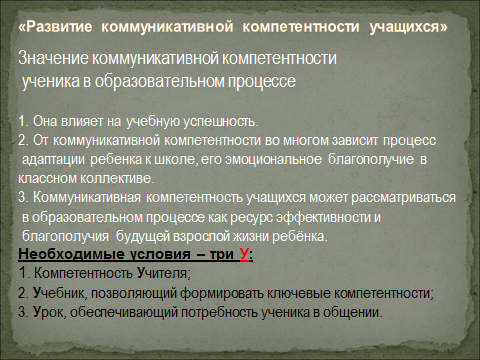 «Развитие коммуникативной компетентности учащихся»
Значение коммуникативной компетентности
ученика в образовательном процессе
1. Она влияет на учебную успешность.
2. От коммуникативной компетентности во многом зависит процесс
адаптации ребенка к школе, его эмоциональное благополучие в
классном коллективе.
3. Коммуникативная компетентность учащихся может рассматриваться
в образовательном процессе как ресурс эффективности и
благополучия будущей взрослой жизни ребёнка.
Необходимые условия – три У:
1. Компетентность Учителя;
2. Учебник, позволяющий формировать ключевые компетентности;
3. Урок, обеспечивающий потребность ученика в общении.